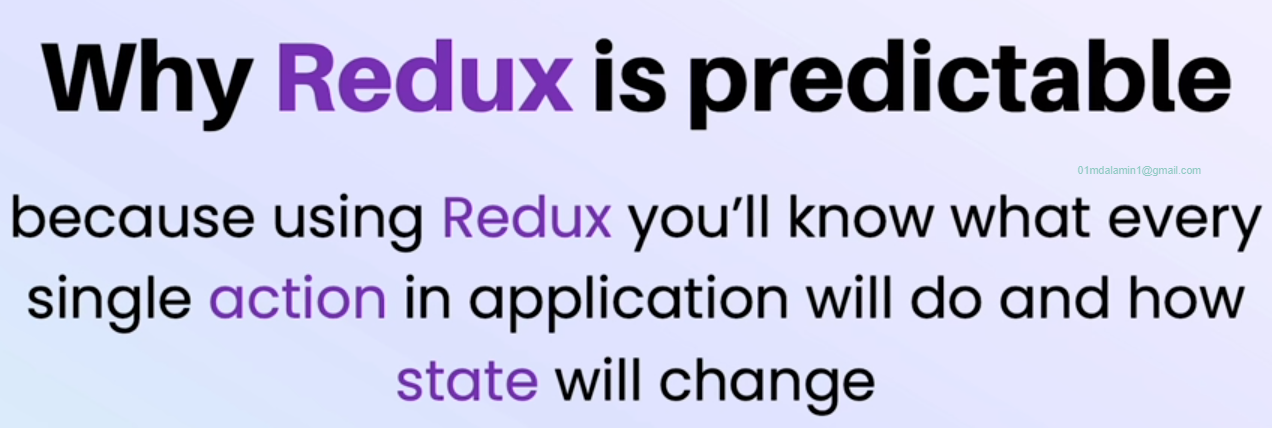 Why Redux is predictable
01mdalamin1@gmail.com
because using Redux you’ll know what every
single action in application will do and how
state will change